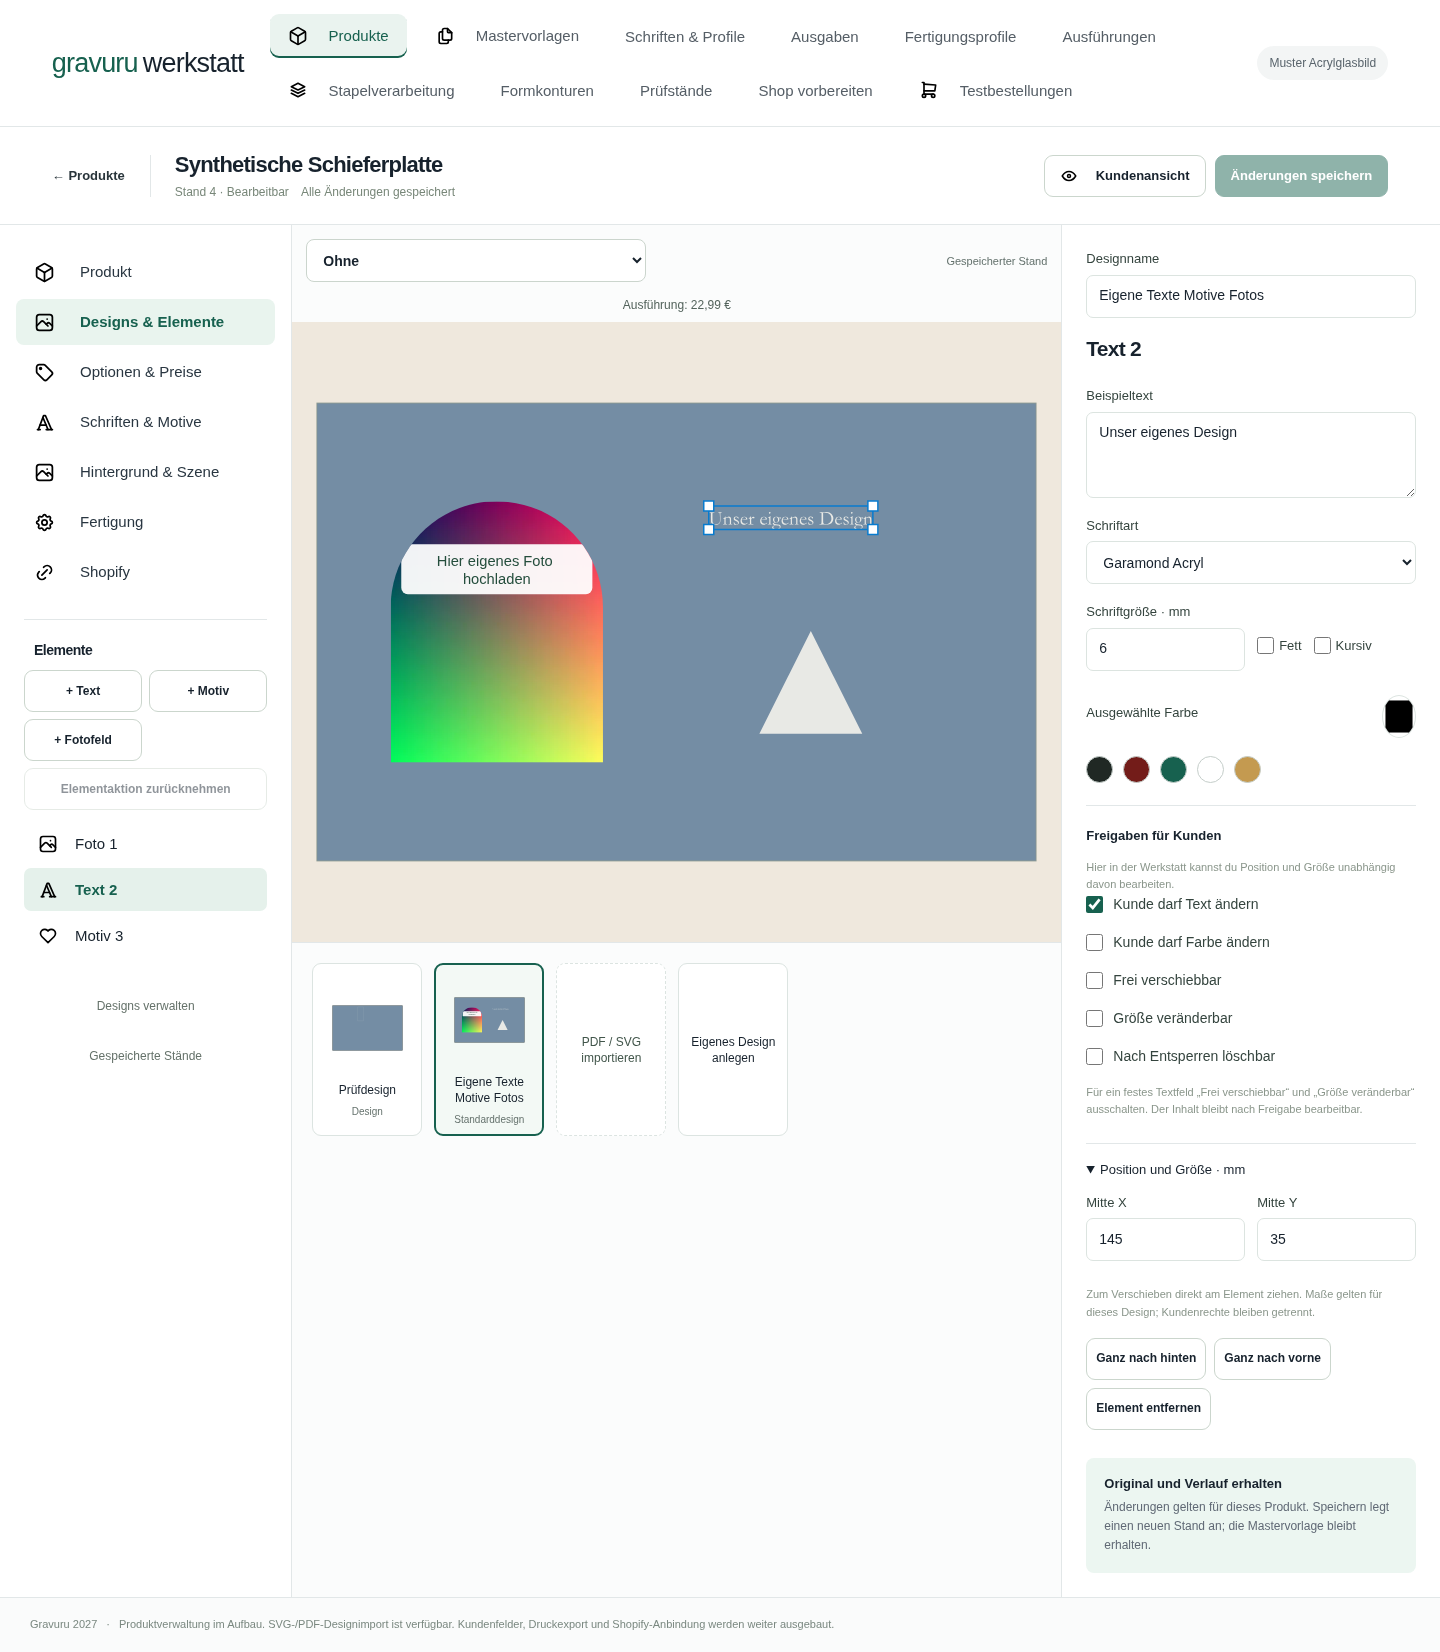 gravuru werkstatt
Produkte
Mastervorlagen
Schriften & Profile
Ausgaben
Fertigungsprofile
Ausführungen
Stapelverarbeitung
Formkonturen
Prüfstände
Shop vorbereiten
Testbestellungen
Muster Acrylglasbild
← Produkte
Synthetische Schieferplatte
Stand 4 · Bearbeitbar Alle Änderungen gespeichert
Kundenansicht
Änderungen speichern
Produkt
Designs & Elemente
Optionen & Preise
Schriften & Motive
Hintergrund & Szene
Fertigung
Shopify
Elemente
+ Text
+ Motiv
+ Fotofeld
Elementaktion zurücknehmen
Foto 1
Text 2
Motiv 3
Designs verwalten
Gespeicherte Stände
Ohne
Gespeicherter Stand
Ausführung: 22,99 €
Hier eigenes Foto
hochladen
Unser eigenes Design
Prüfdesign
Design
Eigene Texte
Motive Fotos
Standarddesign
PDF / SVG
importieren
Eigenes Design
anlegen
Designname
Eigene Texte Motive Fotos
Text 2
Beispieltext
Unser eigenes Design
Schriftart
Garamond Acryl
Schriftgröße · mm
6
Fett
Kursiv
Ausgewählte Farbe
Freigaben für Kunden
Hier in der Werkstatt kannst du Position und Größe unabhängig
davon bearbeiten.
Kunde darf Text ändern
Kunde darf Farbe ändern
Frei verschiebbar
Größe veränderbar
Nach Entsperren löschbar
Für ein festes Textfeld „Frei verschiebbar“ und „Größe veränderbar“
ausschalten. Der Inhalt bleibt nach Freigabe bearbeitbar.
Position und Größe · mm
Mitte X
Mitte Y
145
35
Zum Verschieben direkt am Element ziehen. Maße gelten für
dieses Design; Kundenrechte bleiben getrennt.
Ganz nach hinten
Ganz nach vorne
Element entfernen
Original und Verlauf erhalten
Änderungen gelten für dieses Produkt. Speichern legt
einen neuen Stand an; die Mastervorlage bleibt
erhalten.
Gravuru 2027 · Produktverwaltung im Aufbau. SVG-/PDF-Designimport ist verfügbar. Kundenfelder, Druckexport und Shopify-Anbindung werden weiter ausgebaut.